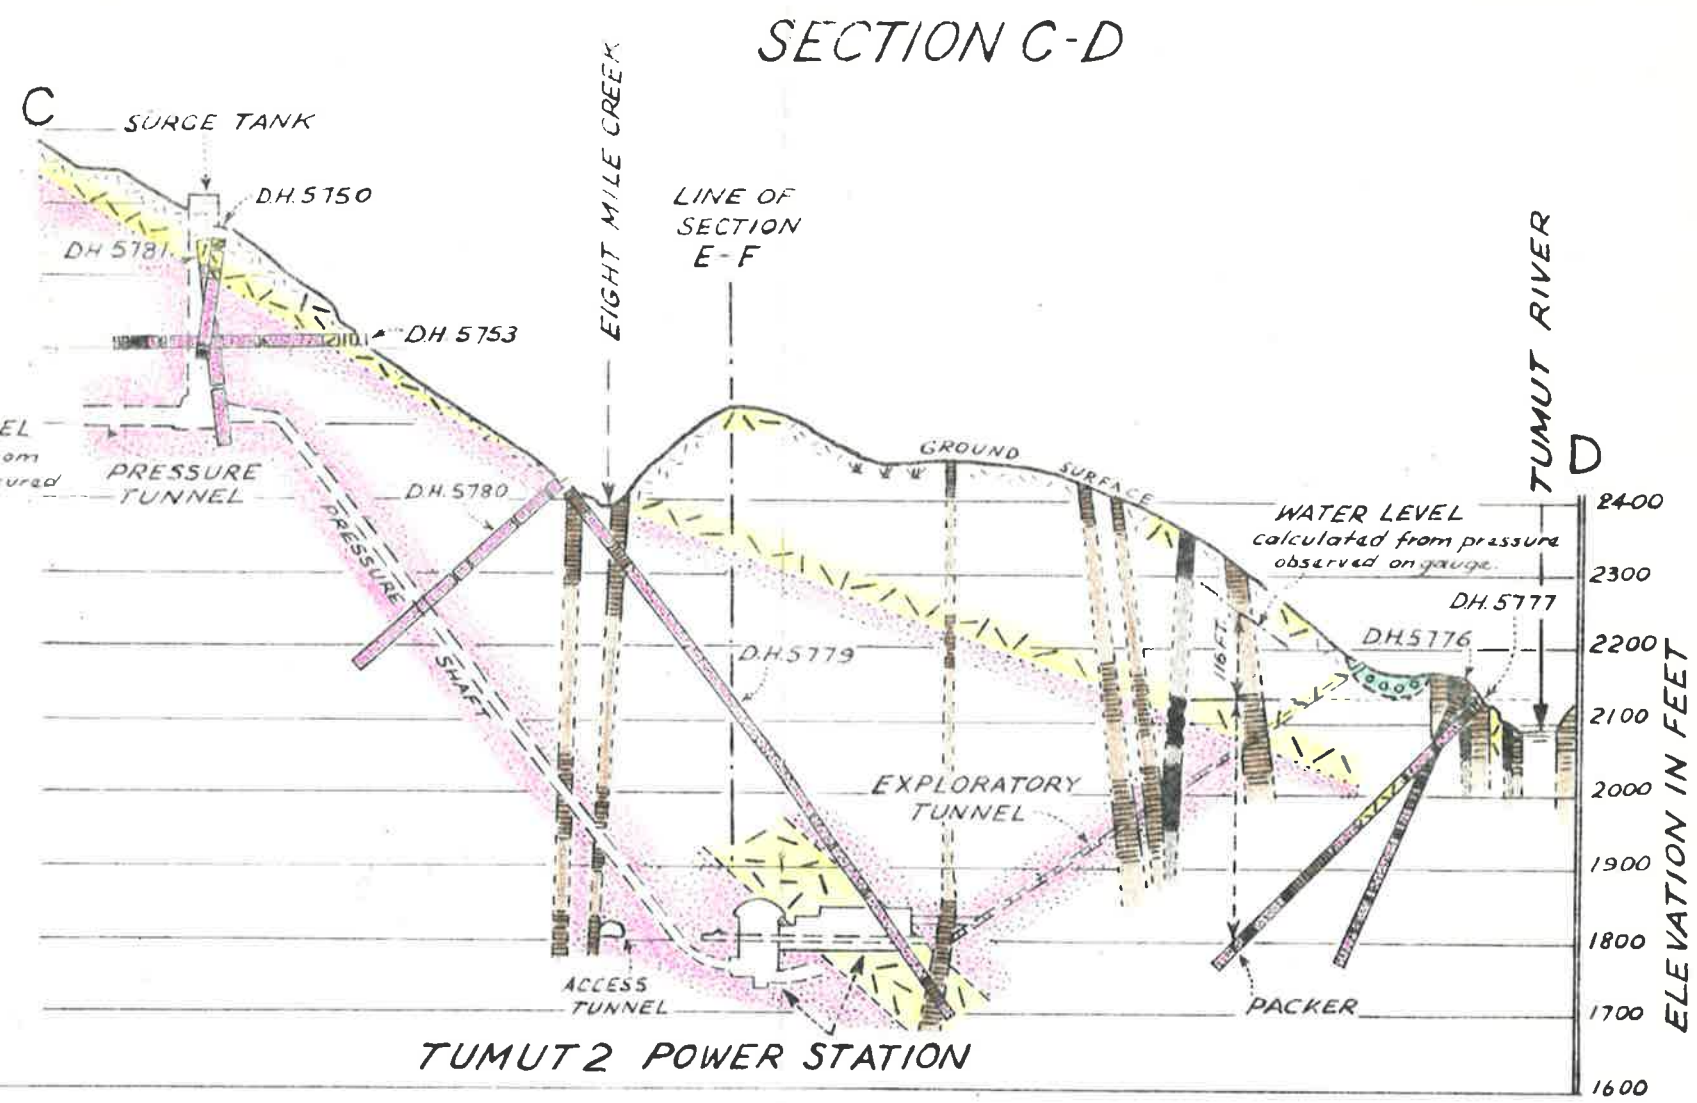 SECTION C-D
C
SURGE TANK
D.H. 5750
D.H. 5781
D.H. 5753
EIGHT MILE CREEK
LINE OF
SECTION
E-F
TUMUT RIVER
D
EL
om
ured
PRESSURE
TUNNEL
PRESSURE
SHAFT
D.H. 5780
D.H. 5779
GROUND SURFACE
WATER LEVEL
calculated from pressure
observed on gauge.
D.H. 5777
D.H. 5776
116 FT.
EXPLORATORY
TUNNEL
ACCESS
TUNNEL
PACKER
TUMUT 2 POWER STATION
2400
2300
2200
2100
2000
1900
1800
1700
1600
ELEVATION IN FEET